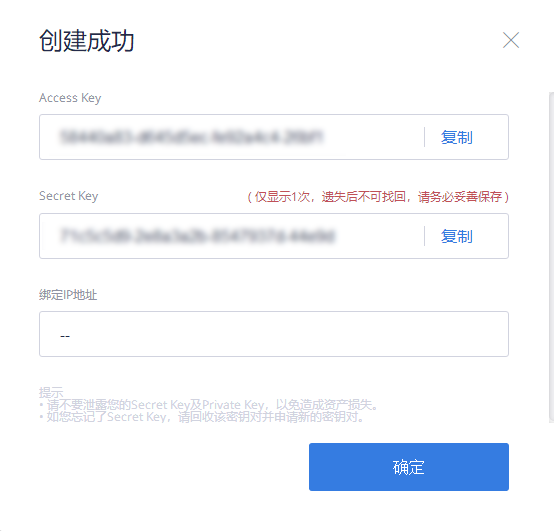 创建成功
Access Key
复制
Secret Key
( 仅显示1次，遗失后不可找回，请务必妥善保存 )
复制
绑定IP地址
--
提示
• 请不要泄露您的Secret Key及Private Key，以免造成资产损失。
• 如您忘记了Secret Key，请回收该密钥对并申请新的密钥对。
确定